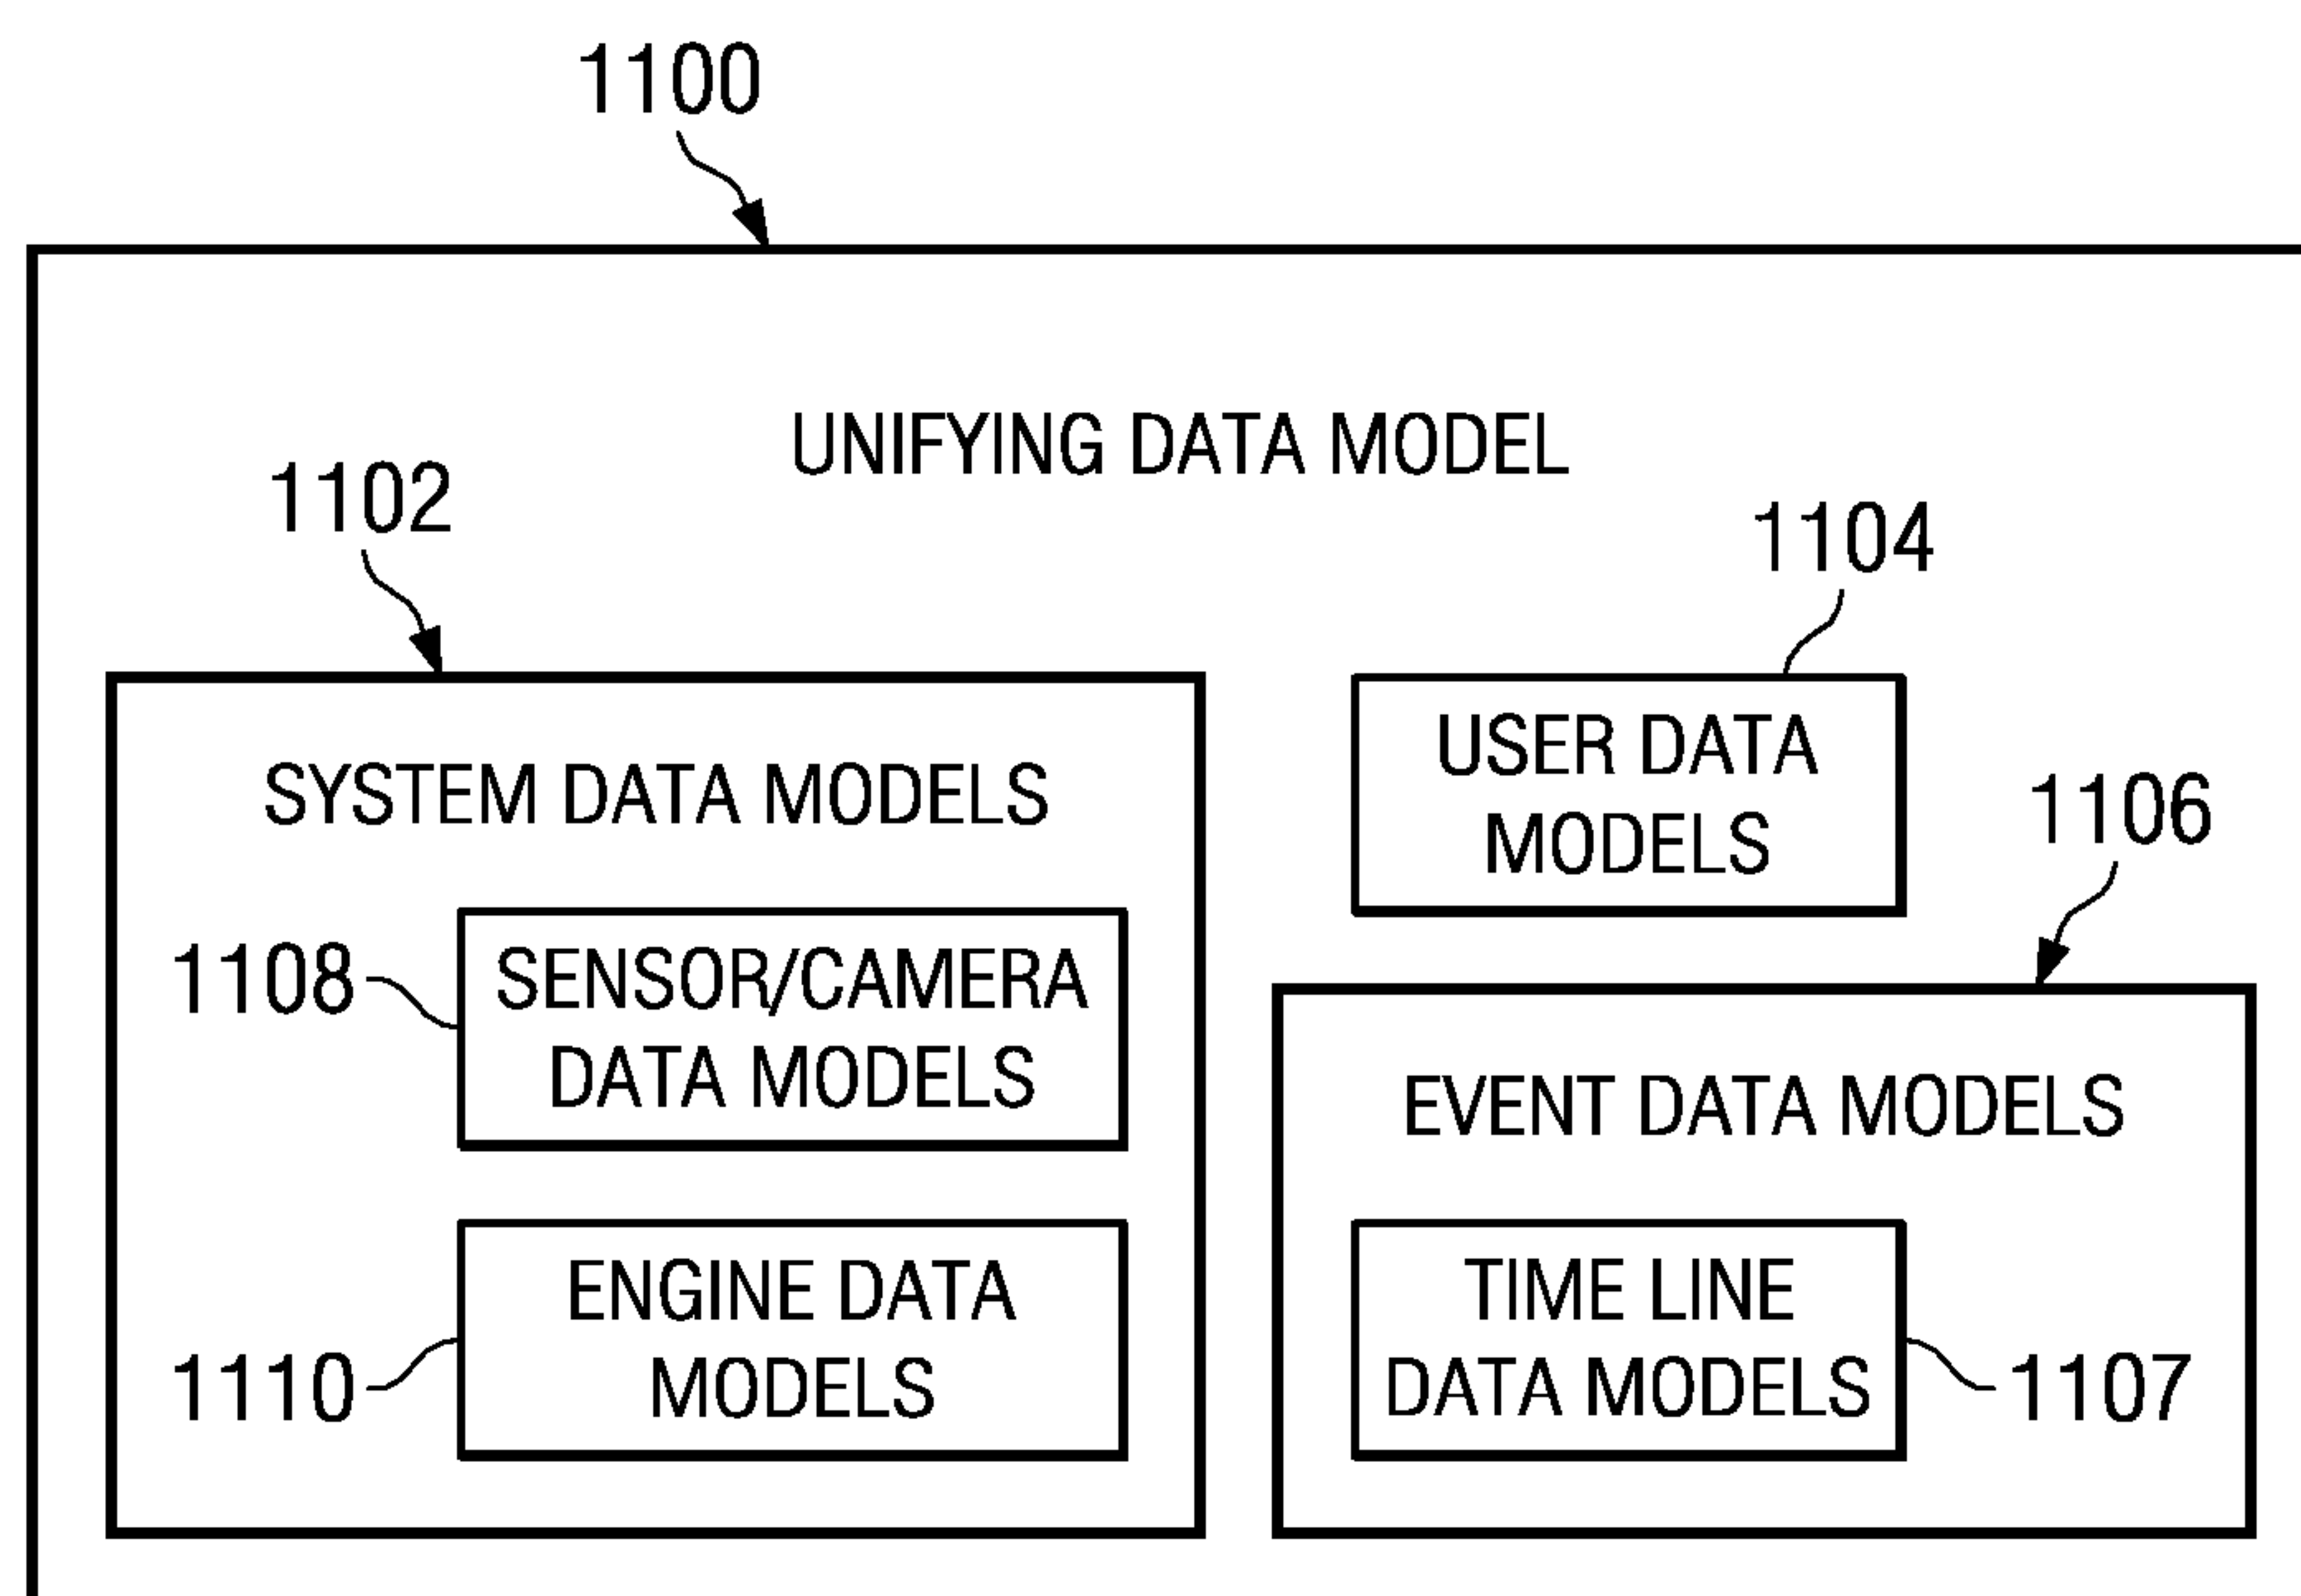 1100
UNIFYING DATA MODEL
1102
1104
SYSTEM DATA MODELS
USER DATA
MODELS
1106
1108
SENSOR/CAMERA
DATA MODELS
EVENT DATA MODELS
1110
ENGINE DATA
MODELS
TIME LINE
DATA MODELS
1107